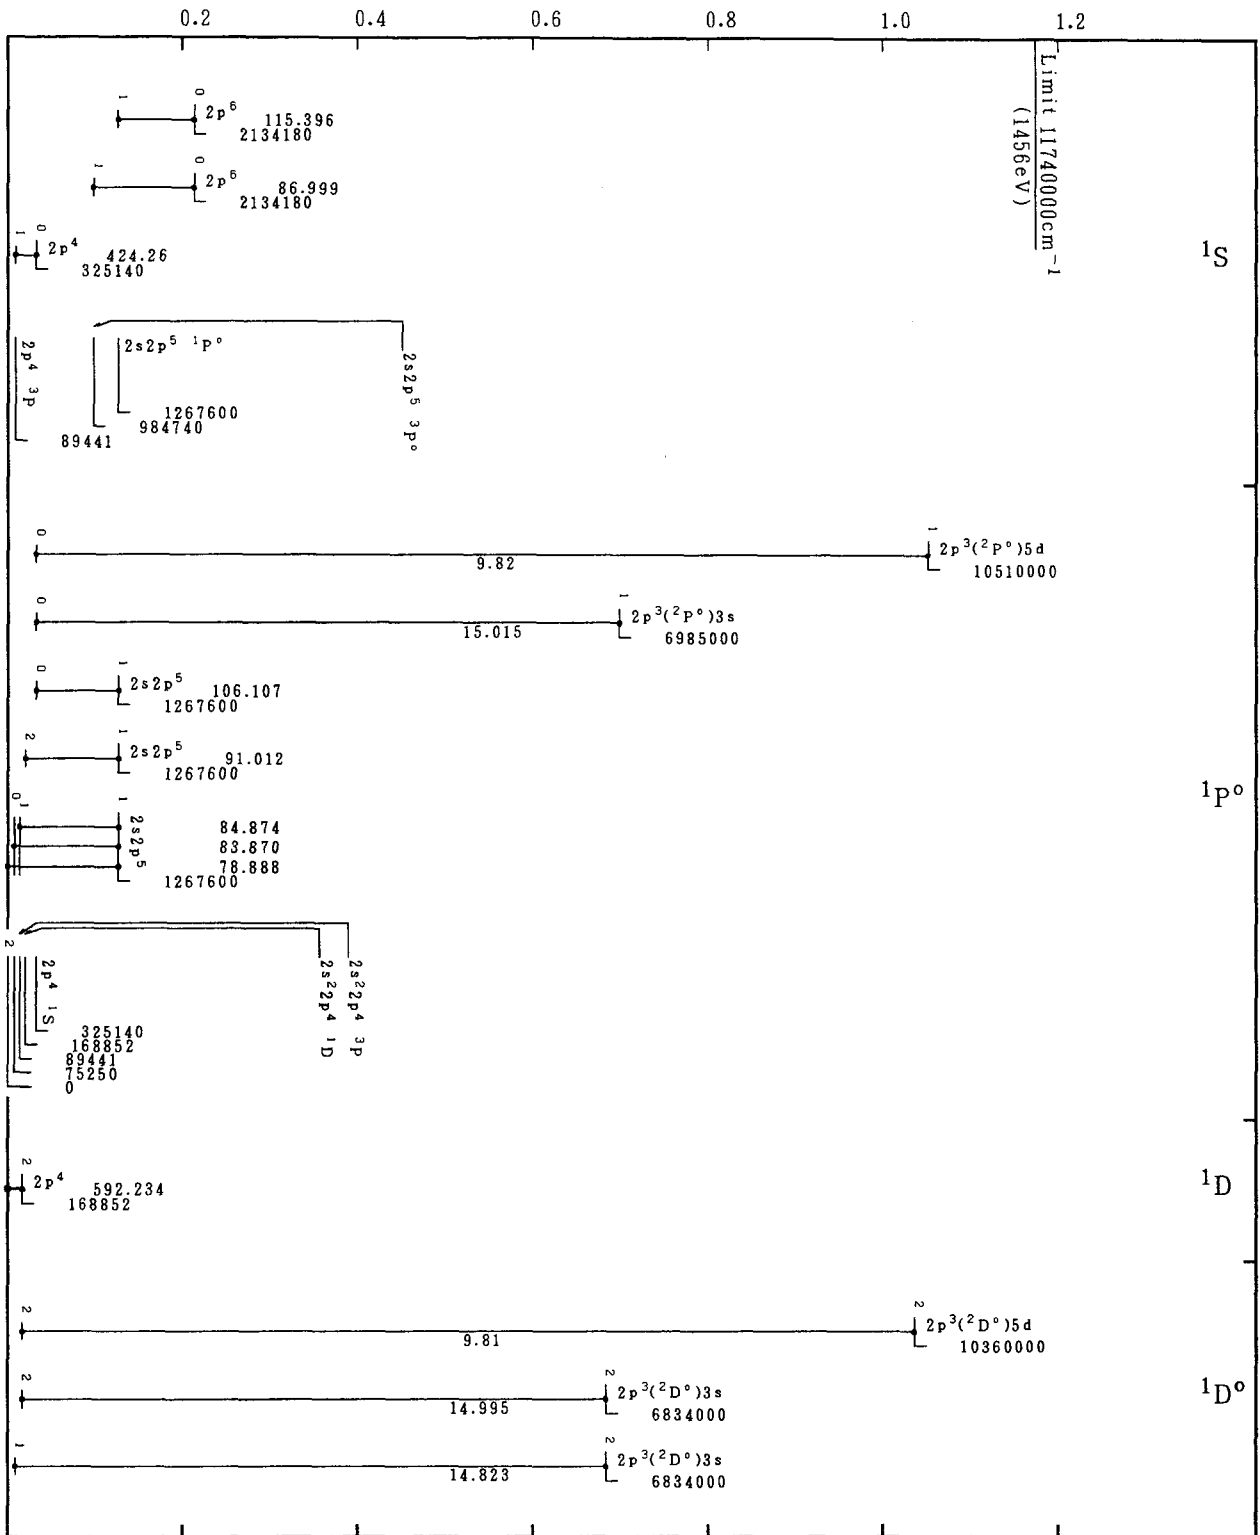 0.2 0.4 0.6 0.8 1.0 1.2
Limit 11740000cm⁻¹
(1456eV)
¹S
1 0 2p⁶ 115.396
2134180
1 0 2p⁶ 86.999
2134180
1 0 2p⁴ 424.26
325140
2p⁴ ³P
2s2p⁵ ¹P°
2s2p⁵ ³P°
1267600
984740
89441
¹P°
0 1 2p³(²P°)5d
9.82
10510000
0 1 2p³(²P°)3s
15.015
6985000
0 1 2s2p⁵ 106.107
1267600
2 1 2s2p⁵ 91.012
1267600
0 1 1 2s2p⁵
84.874
83.870
78.888
1267600
2
2p⁴ ¹S
2s²2p⁴ ¹D
2s²2p⁴ ³P
325140
168852
89441
75250
0
¹D
2 2p⁴ 592.234
168852
¹D°
2 2 2p³(²D°)5d
9.81
10360000
2 2 2p³(²D°)3s
14.995
6834000
1 2 2p³(²D°)3s
14.823
6834000